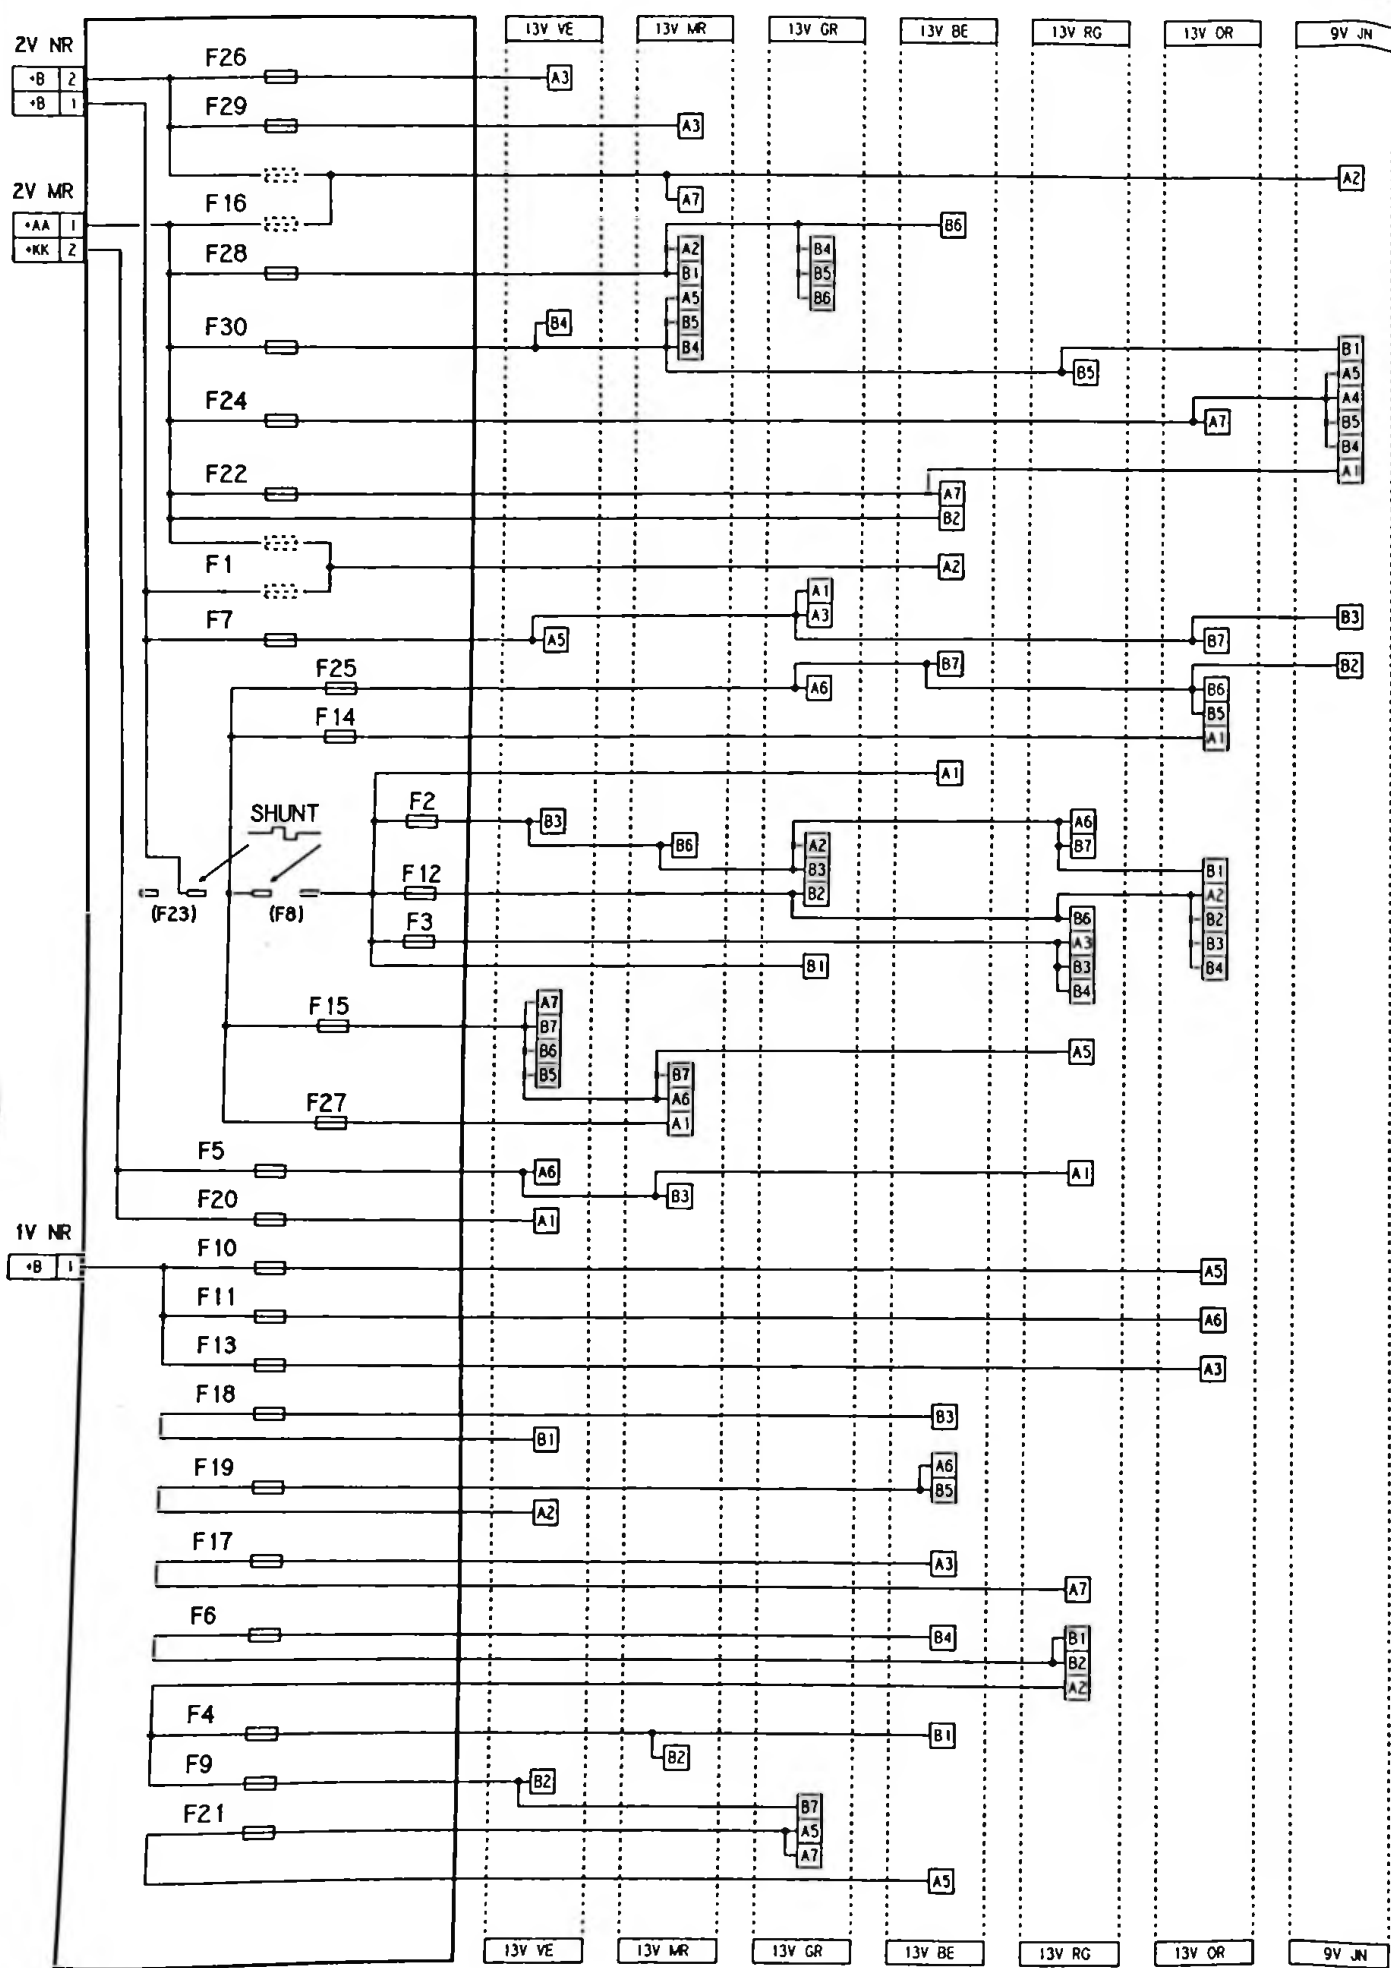 13V VE 13V MR 13V GR 13V BE 13V RG 13V OR 9V JN
2V NR
+B 2
+B 1
F26 A3
F29 A3
A2
2V MR
F16 A7
+AA 1
+KK 2
B6
F28 A2 B4
B1 B5
A5 B6
F30 B4 B5
B4 B1
B5 A5
F24 A4
A7 B5
B4
F22 A1
A7
B2
F1 A2
A1
F7 A3 B3
A5 B7
F25 B7 B2
A6 B6
F14 B5
A1
A1
SHUNT F2 B3 A6
B6 A2 B7
F12 B3 B1
B2 A2
(F23) (F8) F3 B6 B2
A3 B3
B1 B3 B4
B4
F15 A7
B7
B6 A5
B5 B7
F27 A6
A1
F5 A6 A1
F20 B3
A1
1V NR
+B 1
F10 A5
F11 A6
F13 A3
F18 B3
B1
F19 A6
B5
A2
F17 A3
A7
F6 B4 B1
B2
A2
F4 B1
B2
F9 B2
B7
F21 A5
A7
A5
13V VE 13V MR 13V GR 13V BE 13V RG 13V OR 9V JN